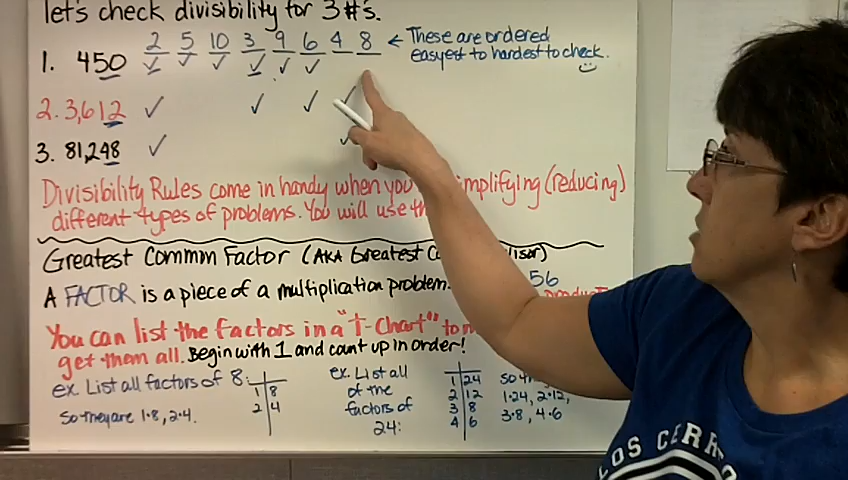 let's check divisibility for 3 #'s.
2 5 10 3 9 6 4 8 ← These are ordered
easyest to hardest to check.
1. 450 ✓ ✓ ✓ ✓ ✓ ✓
2. 3,612 ✓ ✓ ✓ ✓
3. 81,248 ✓ ✓
Divisibility Rules come in handy when you simplifying (reducing)
different types of problems. You will use
Greatest Common Factor (AKA Greatest
A FACTOR is a piece of a multiplication problem. 56
You can list the factors in a "T-Chart" to
get them all. Begin with 1 and count up in order!
ex. List all factors of 8:
1 | 8
2 | 4
So they are 1·8, 2·4.
ex. List all
of the
factors of
24:
1 | 24
2 | 12
3 | 8
4 | 6
1·24, 2·12,
3·8, 4·6
LOS CERR